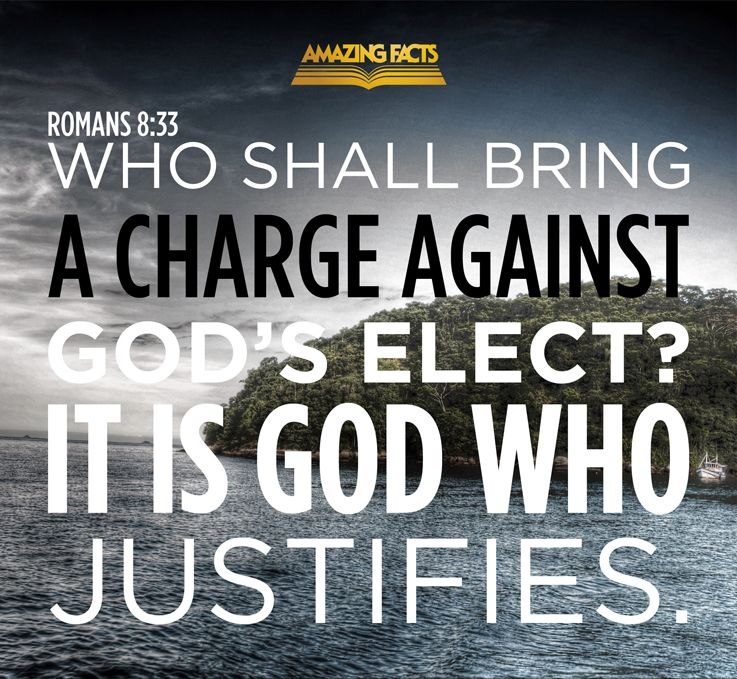 AMAZING FACTS
ROMANS 8:33
WHO SHALL BRING
A CHARGE AGAINST
GOD'S ELECT?
IT IS GOD WHO
JUSTIFIES.